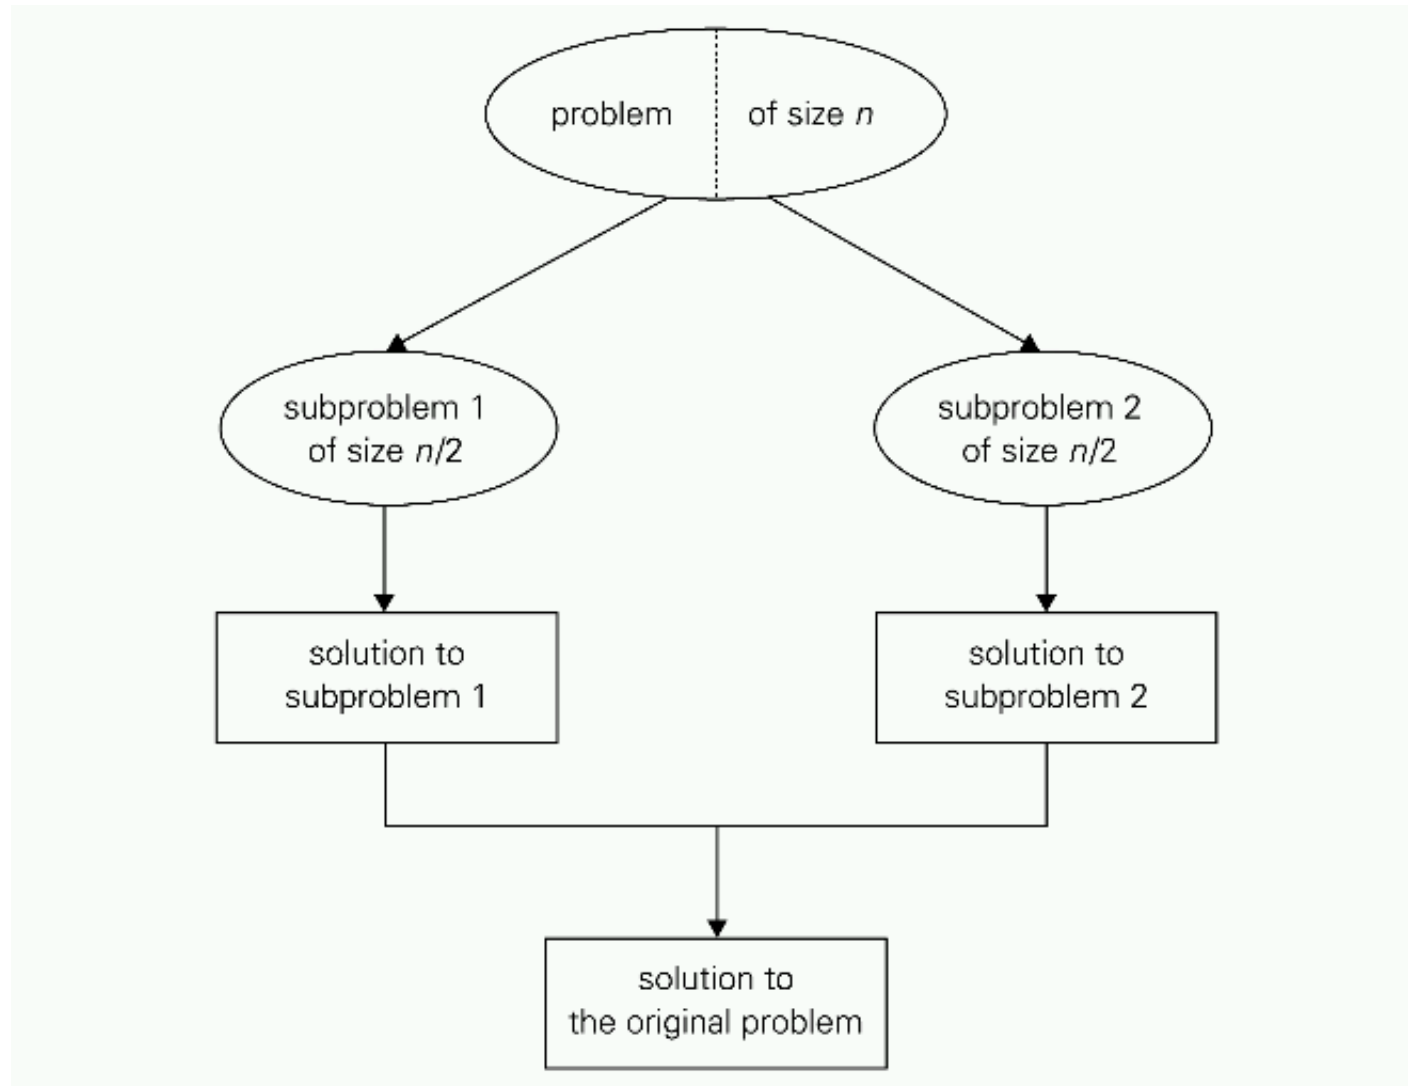 problem of size n
subproblem 1
of size n/2
subproblem 2
of size n/2
solution to
subproblem 1
solution to
subproblem 2
solution to
the original problem